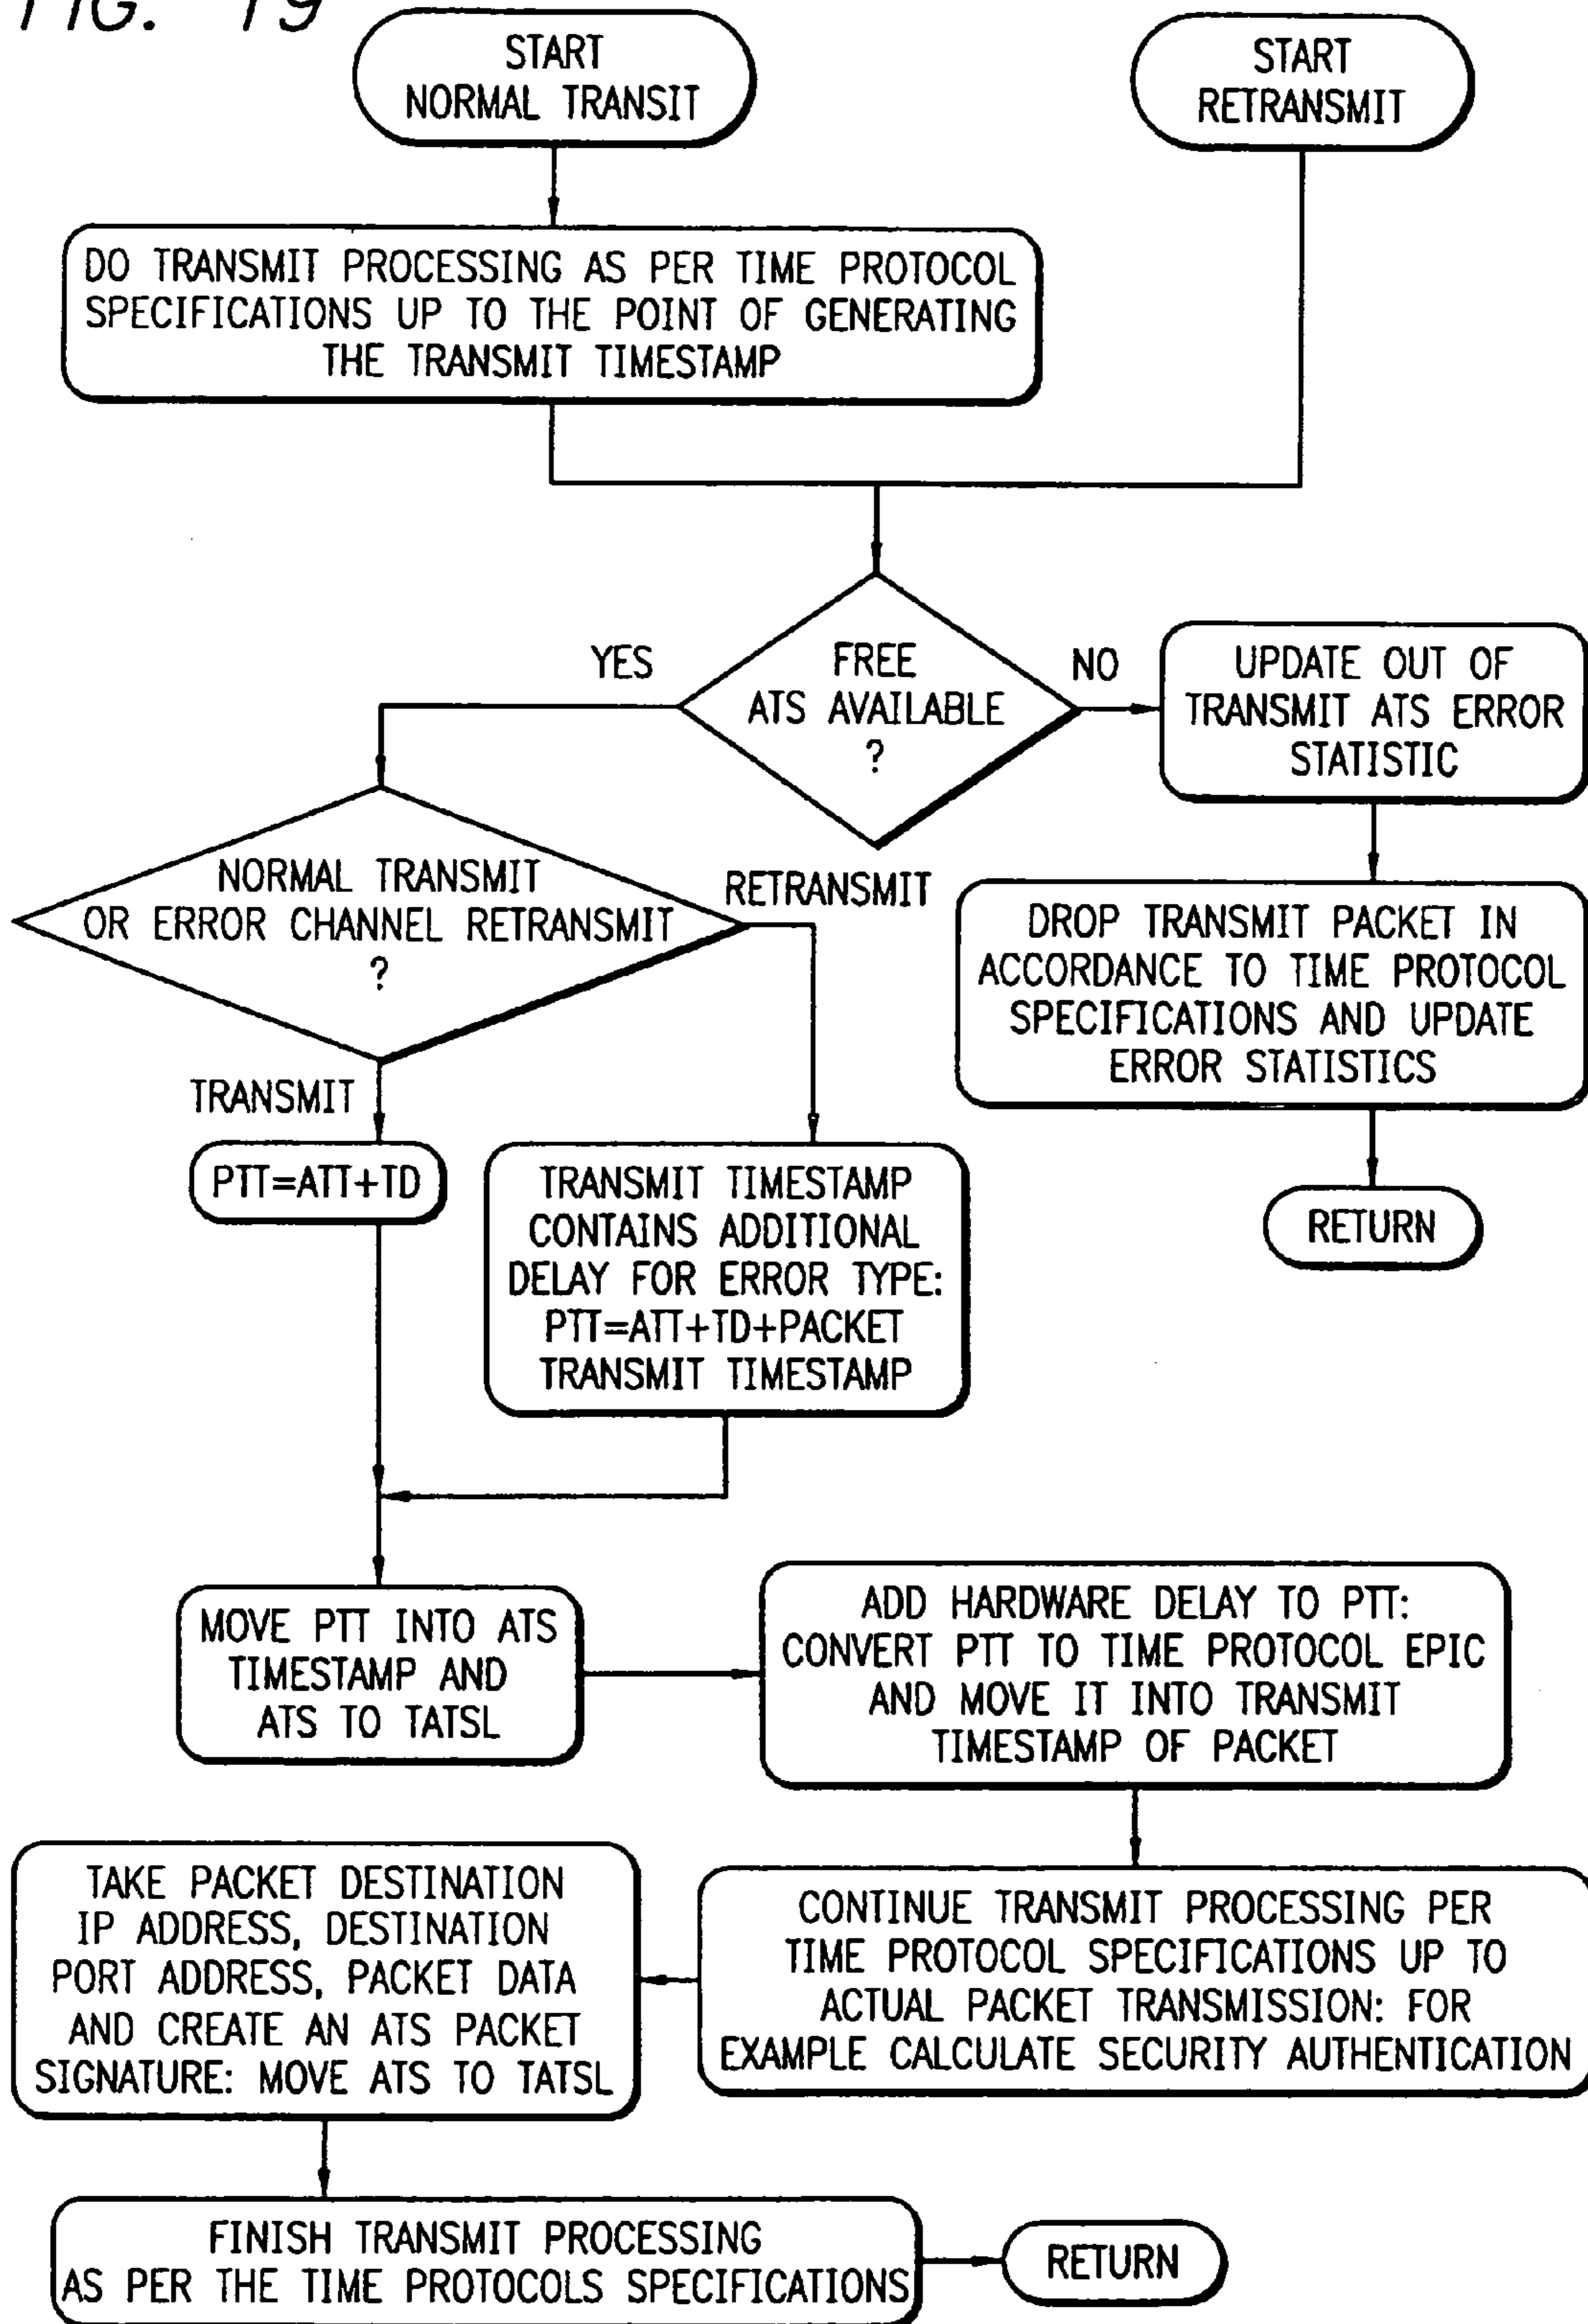 FIG. 19
START
NORMAL TRANSIT
START
RETRANSMIT
DO TRANSMIT PROCESSING AS PER TIME PROTOCOL
SPECIFICATIONS UP TO THE POINT OF GENERATING
THE TRANSMIT TIMESTAMP
YES
FREE
ATS AVAILABLE
?
NO
UPDATE OUT OF
TRANSMIT ATS ERROR
STATISTIC
NORMAL TRANSMIT
OR ERROR CHANNEL RETRANSMIT
?
RETRANSMIT
DROP TRANSMIT PACKET IN
ACCORDANCE TO TIME PROTOCOL
SPECIFICATIONS AND UPDATE
ERROR STATISTICS
TRANSMIT
PTT=ATT+TD
TRANSMIT TIMESTAMP
CONTAINS ADDITIONAL
DELAY FOR ERROR TYPE:
PTT=ATT+TD+PACKET
TRANSMIT TIMESTAMP
RETURN
MOVE PTT INTO ATS
TIMESTAMP AND
ATS TO TATSL
ADD HARDWARE DELAY TO PTT:
CONVERT PTT TO TIME PROTOCOL EPIC
AND MOVE IT INTO TRANSMIT
TIMESTAMP OF PACKET
CONTINUE TRANSMIT PROCESSING PER
TIME PROTOCOL SPECIFICATIONS UP TO
ACTUAL PACKET TRANSMISSION: FOR
EXAMPLE CALCULATE SECURITY AUTHENTICATION
TAKE PACKET DESTINATION
IP ADDRESS, DESTINATION
PORT ADDRESS, PACKET DATA
AND CREATE AN ATS PACKET
SIGNATURE: MOVE ATS TO TATSL
FINISH TRANSMIT PROCESSING
AS PER THE TIME PROTOCOLS SPECIFICATIONS
RETURN